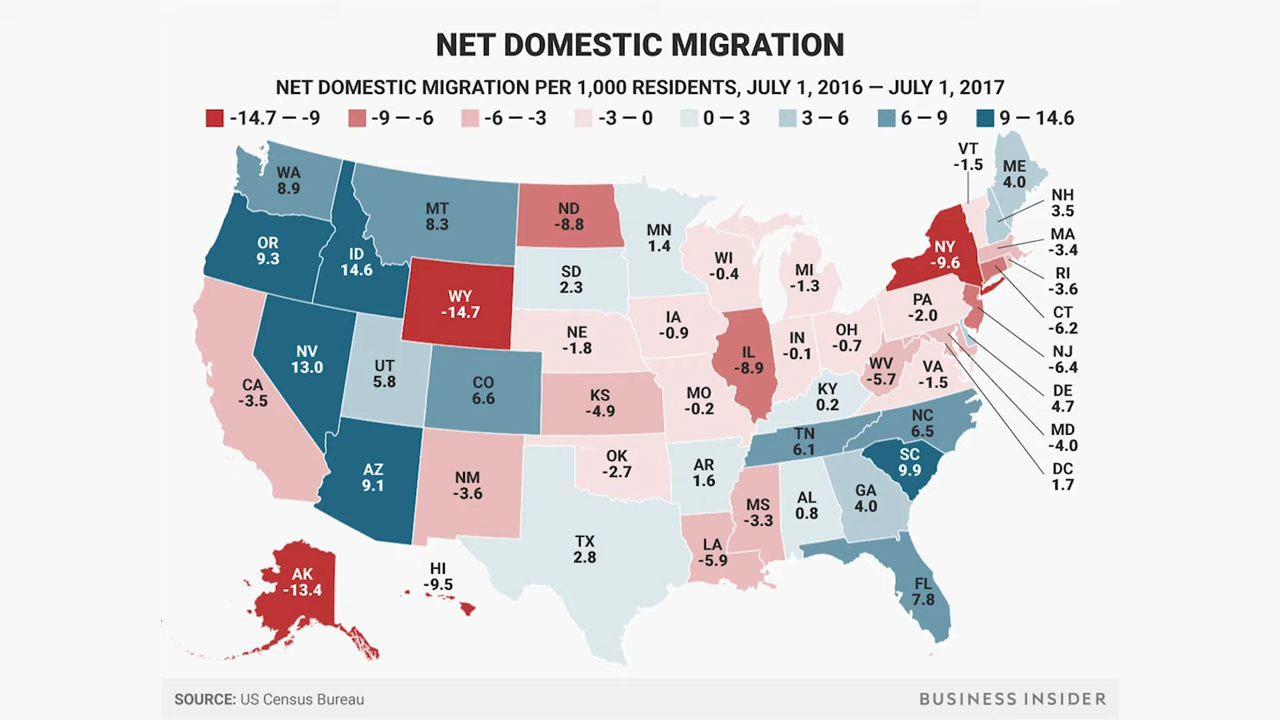 NET DOMESTIC MIGRATION
NET DOMESTIC MIGRATION PER 1,000 RESIDENTS, JULY 1, 2016 — JULY 1, 2017
-14.7 — -9 -9 — -6 -6 — -3 -3 — 0 0 — 3 3 — 6 6 — 9 9 — 14.6
VT
-1.5
ME
4.0
WA
8.9
NH
3.5
MT
8.3
ND
-8.8
MN
1.4
MA
-3.4
OR
9.3
ID
14.6
SD
2.3
WI
-0.4
MI
-1.3
NY
-9.6
RI
-3.6
WY
-14.7
PA
-2.0
CT
-6.2
NE
-1.8
IA
-0.9
IL
-8.9
IN
-0.1
OH
-0.7
NJ
-6.4
NV
13.0
UT
5.8
CO
6.6
WV
-5.7
VA
-1.5
DE
4.7
CA
-3.5
KS
-4.9
MO
-0.2
KY
0.2
MD
-4.0
TN
6.1
NC
6.5
AZ
9.1
NM
-3.6
OK
-2.7
AR
1.6
SC
9.9
DC
1.7
MS
-3.3
AL
0.8
GA
4.0
TX
2.8
LA
-5.9
AK
-13.4
HI
-9.5
FL
7.8
SOURCE: US Census Bureau
BUSINESS INSIDER